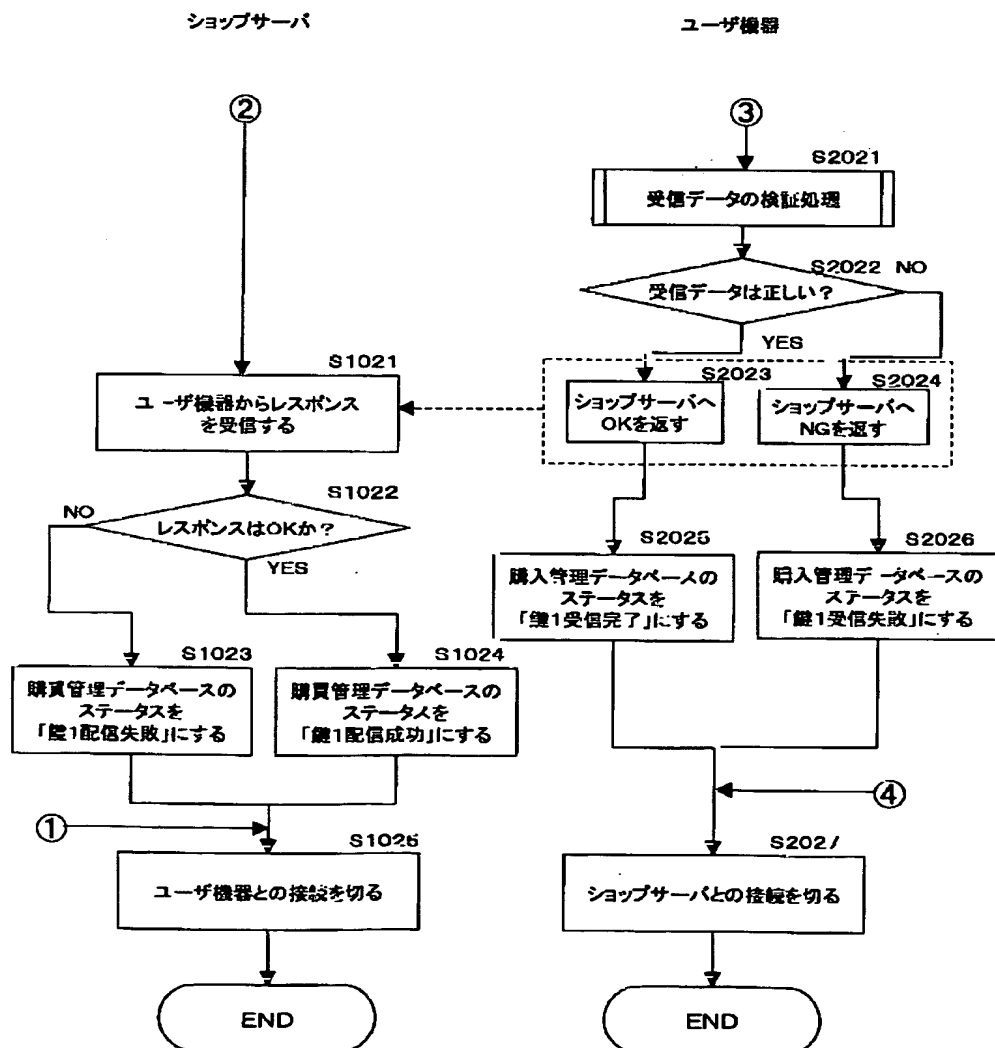 ショップサーバ
ユーザ機器
②
③
S2021
受信データの検証処理
S2022 NO
受信データは正しい?
YES
S1021
ユーザ機器からレスポンス
を受信する
S2023
ショップサーバへ
OKを返す
S2024
ショップサーバへ
NGを返す
S1022
NO
レスポンスはOKか?
YES
S2025
購入管理データベースの
ステータスを
「鍵1受信完了」にする
S2026
購入管理データベースの
ステータスを
「鍵1受信失敗」にする
S1023
購買管理データベースの
ステータスを
「鍵1配信失敗」にする
S1024
購買管理データベースの
ステータスを
「鍵1配信成功」にする
①
④
S1026
ユーザ機器との接続を切る
S2027
ショップサーバとの接続を切る
END
END